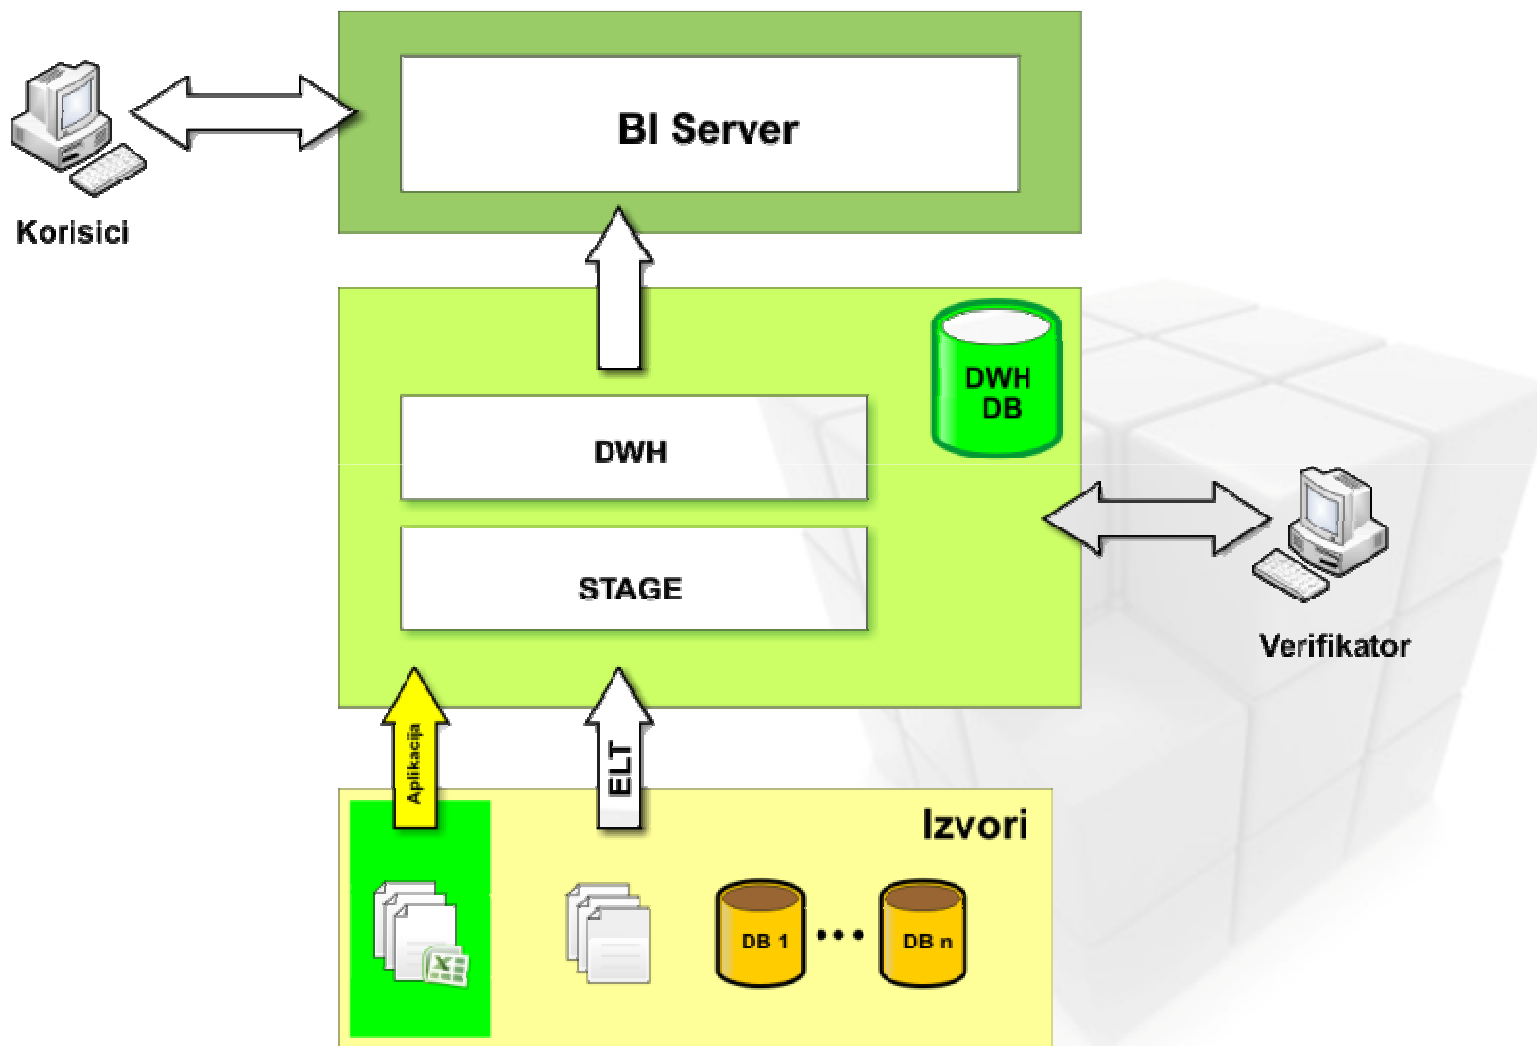 BI Server
Korisici
DWH
DB
DWH
STAGE
Verifikator
Aplikacija
ELT
Izvori
DB 1
DB n